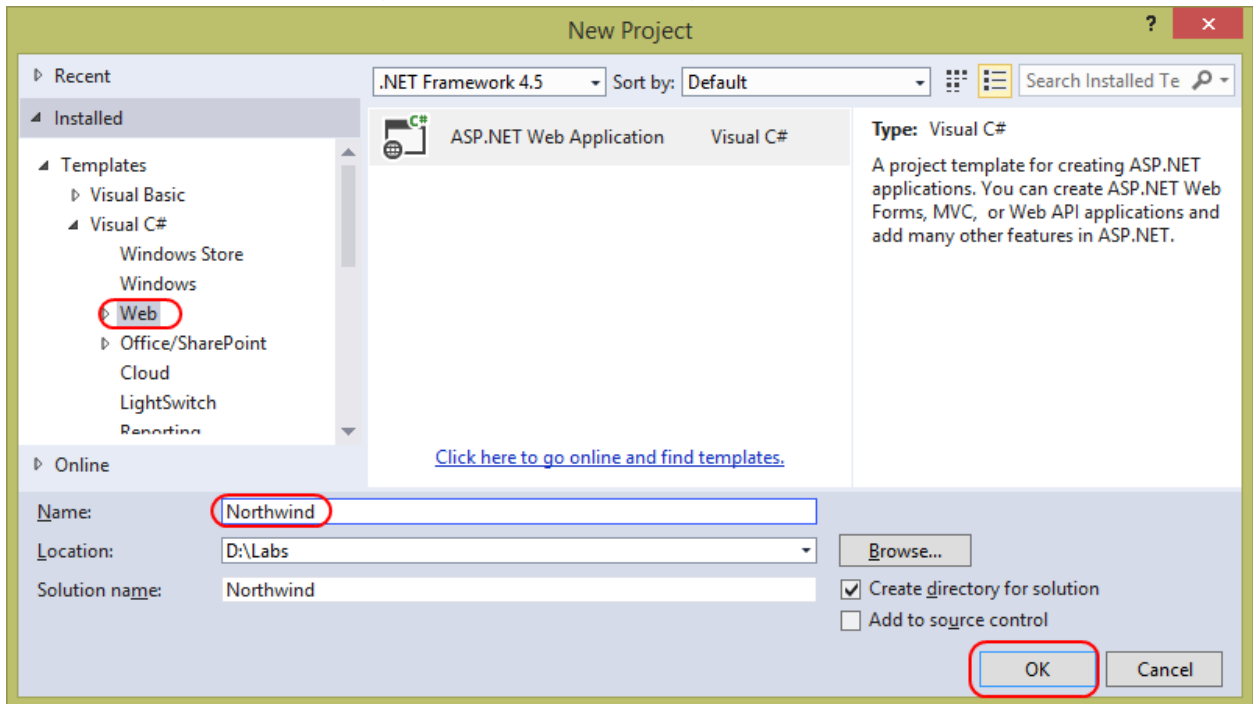 New Project
?
Recent
.NET Framework 4.5
Sort by:
Default
Search Installed Te
Installed
Templates
Visual Basic
Visual C#
Windows Store
Windows
Web
Office/SharePoint
Cloud
LightSwitch
Reporting
Online
C#
ASP.NET Web Application
Visual C#
Click here to go online and find templates.
Type: Visual C#
A project template for creating ASP.NET
applications. You can create ASP.NET Web
Forms, MVC,  or Web API applications and
add many other features in ASP.NET.
Name:
Northwind
Location:
D:\Labs
Browse...
Solution name:
Northwind
Create directory for solution
Add to source control
OK
Cancel